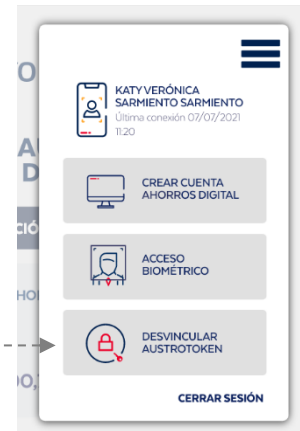 KATY VERÓNICA
SARMIENTO SARMIENTO
Última conexión 07/07/2021
11:20
CREAR CUENTA
AHORROS DIGITAL
ACCESO
BIOMÉTRICO
DESVINCULAR
AUSTROTOKEN
CERRAR SESIÓN